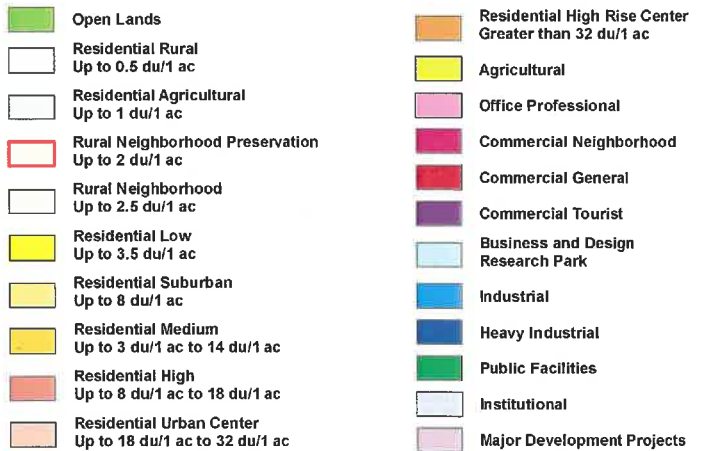 Open Lands
Residential Rural
Up to 0.5 du/1 ac
Residential Agricultural
Up to 1 du/1 ac
Rural Neighborhood Preservation
Up to 2 du/1 ac
Rural Neighborhood
Up to 2.5 du/1 ac
Residential Low
Up to 3.5 du/1 ac
Residential Suburban
Up to 8 du/1 ac
Residential Medium
Up to 3 du/1 ac to 14 du/1 ac
Residential High
Up to 8 du/1 ac to 18 du/1 ac
Residential Urban Center
Up to 18 du/1 ac to 32 du/1 ac
Residential High Rise Center
Greater than 32 du/1 ac
Agricultural
Office Professional
Commercial Neighborhood
Commercial General
Commercial Tourist
Business and Design
Research Park
Industrial
Heavy Industrial
Public Facilities
Institutional
Major Development Projects